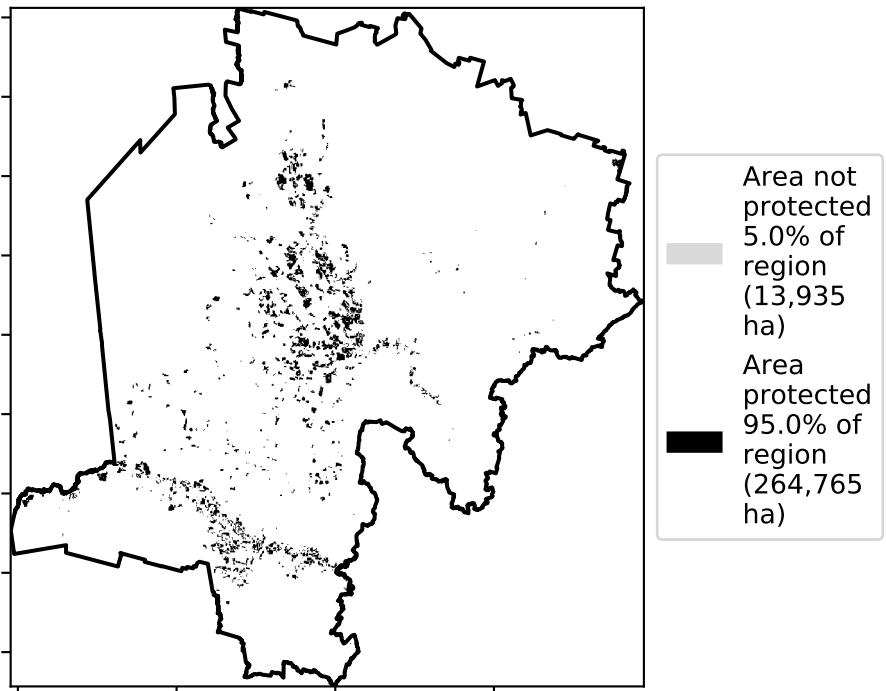 Area not
protected
5.0% of
region
(13,935
ha)
Area
protected
95.0% of
region
(264,765
ha)